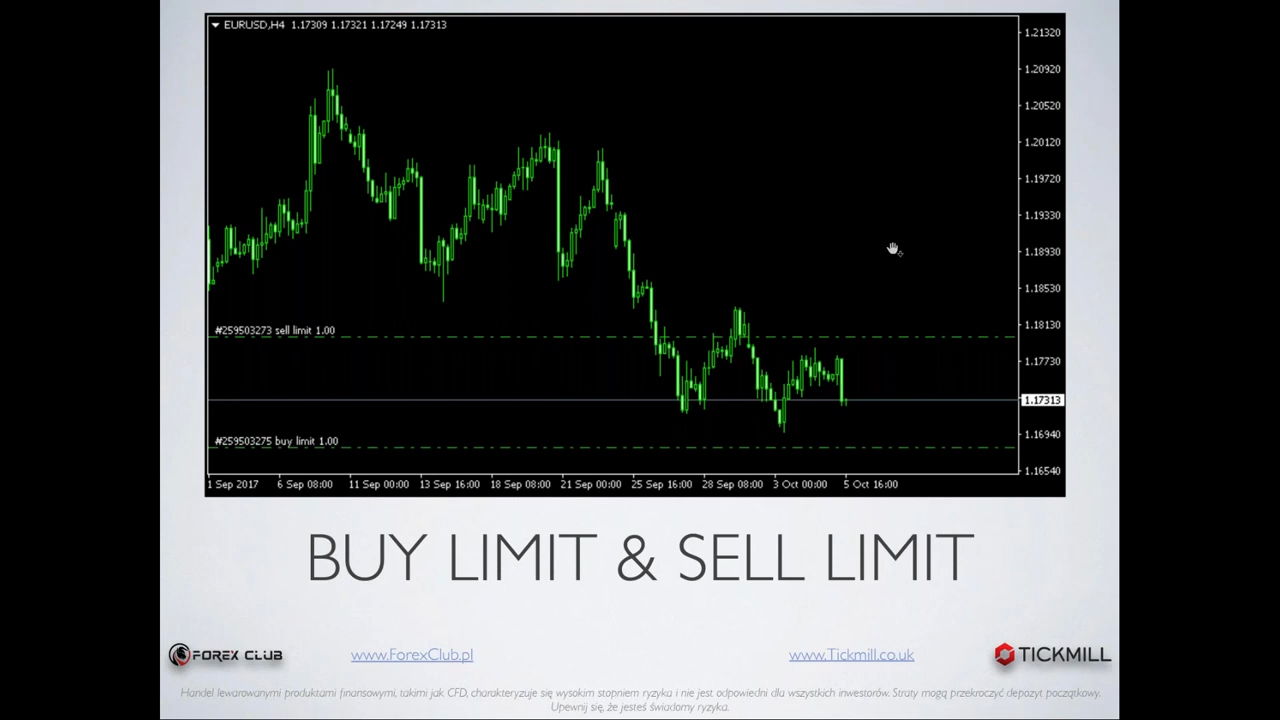 EURUSD,H4 1.17309 1.17321 1.17249 1.17313
1.21320
1.20920
1.20520
1.20120
1.19720
1.19330
1.18930
1.18530
#259503273 sell limit 1.00
1.18130
1.17730
1.17313
#259503275 buy limit 1.00
1.16940
1.16540
1 Sep 2017 6 Sep 08:00 11 Sep 00:00 13 Sep 16:00 18 Sep 08:00 21 Sep 00:00 25 Sep 16:00 28 Sep 08:00 3 Oct 00:00 5 Oct 16:00
BUY LIMIT & SELL LIMIT
FOREX CLUB www.ForexClub.pl www.Tickmill.co.uk TICKMILL
Handel lewarowanymi produktami finansowymi, takimi jak CFD, charakteryzuje się wysokim stopniem ryzyka i nie jest odpowiedni dla wszystkich inwestorów. Straty mogą przekroczyć depozyt początkowy.
Upewnij się, że jesteś świadomy ryzyka.